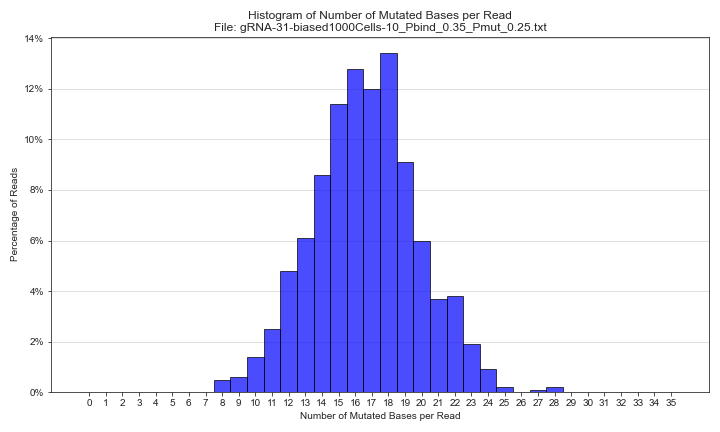 Histogram of Number of Mutated Bases per Read
File: gRNA-31-biased1000Cells-10_Pbind_0.35_Pmut_0.25.txt
14%
12%
10%
8%
6%
4%
2%
0%
Percentage of Reads
0 1 2 3 4 5 6 7 8 9 10 11 12 13 14 15 16 17 18 19 20 21 22 23 24 25 26 27 28 29 30 31 32 33 34 35
Number of Mutated Bases per Read